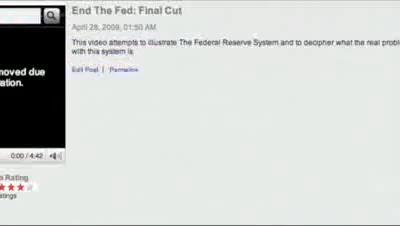 End The Fed: Final Cut
April 28, 2009, 01:50 AM
This video attempts to illustrate The Federal Reserve System and to decipher what the real proble
with this system is
Edit Post | Permalink
moved due
ation.
0:00 / 4:42
Rating
atings